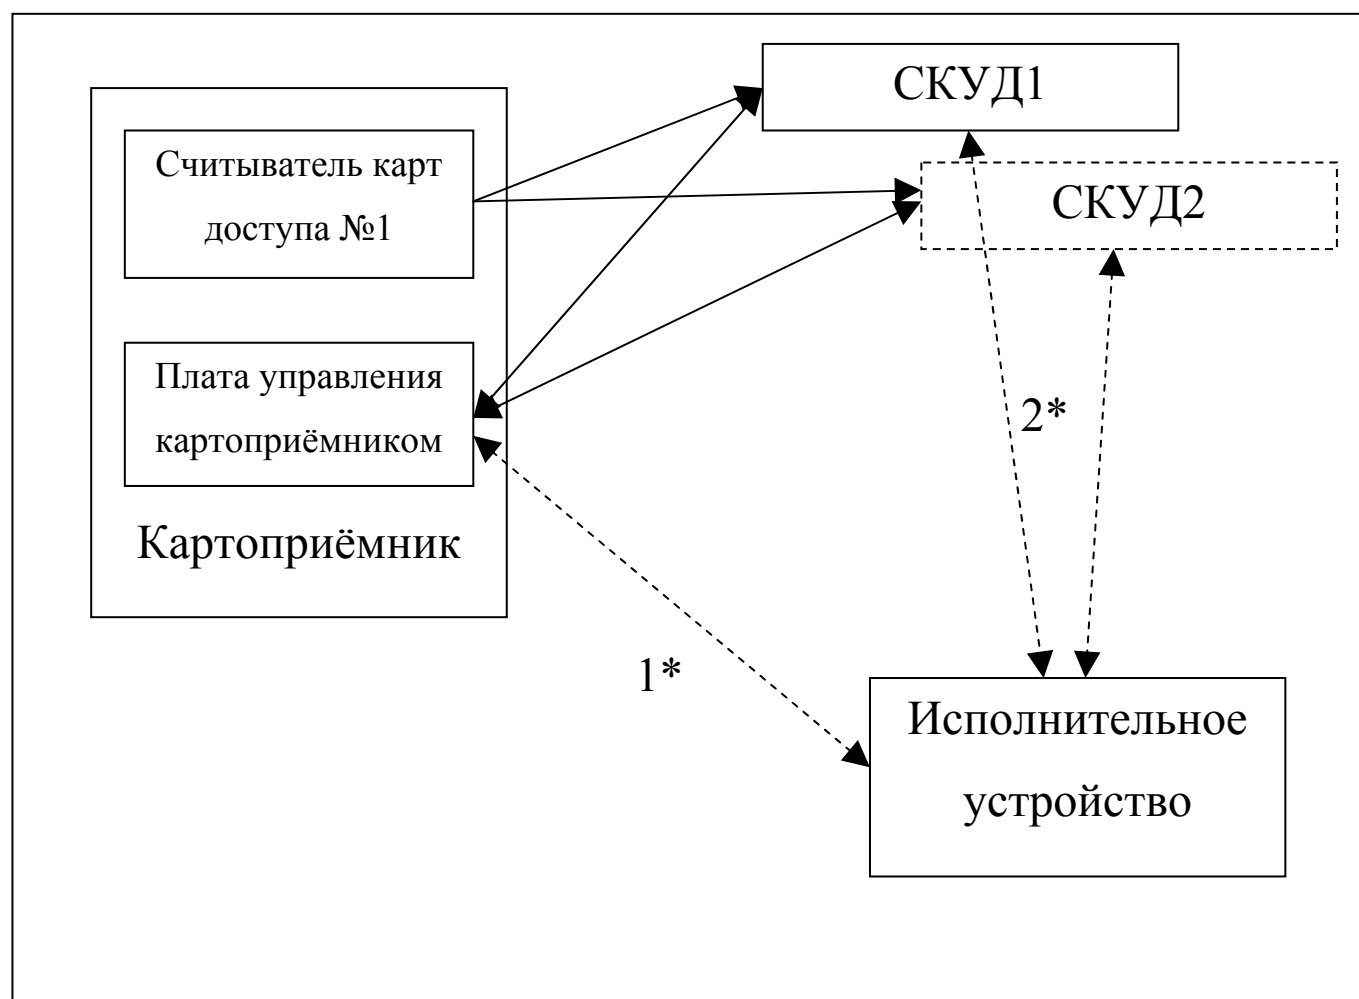 СКУД1
Считыватель карт
доступа №1
СКУД2
Плата управления
картоприёмником
2*
Картоприёмник
1*
Исполнительное
устройство